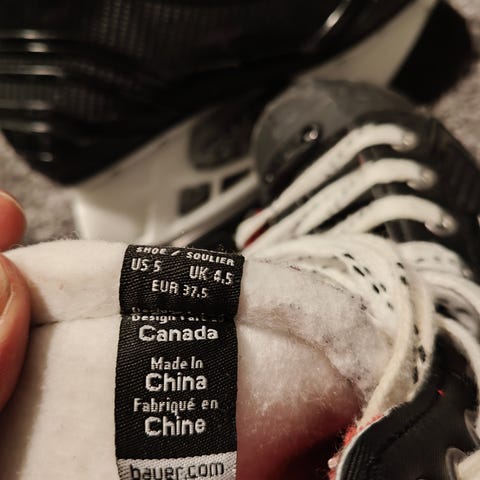 SHOE / SOULIER
US 5 UK 4.5
EUR 37.5
Canada
Made In
China
Fabriqué en
Chine
bauer.com